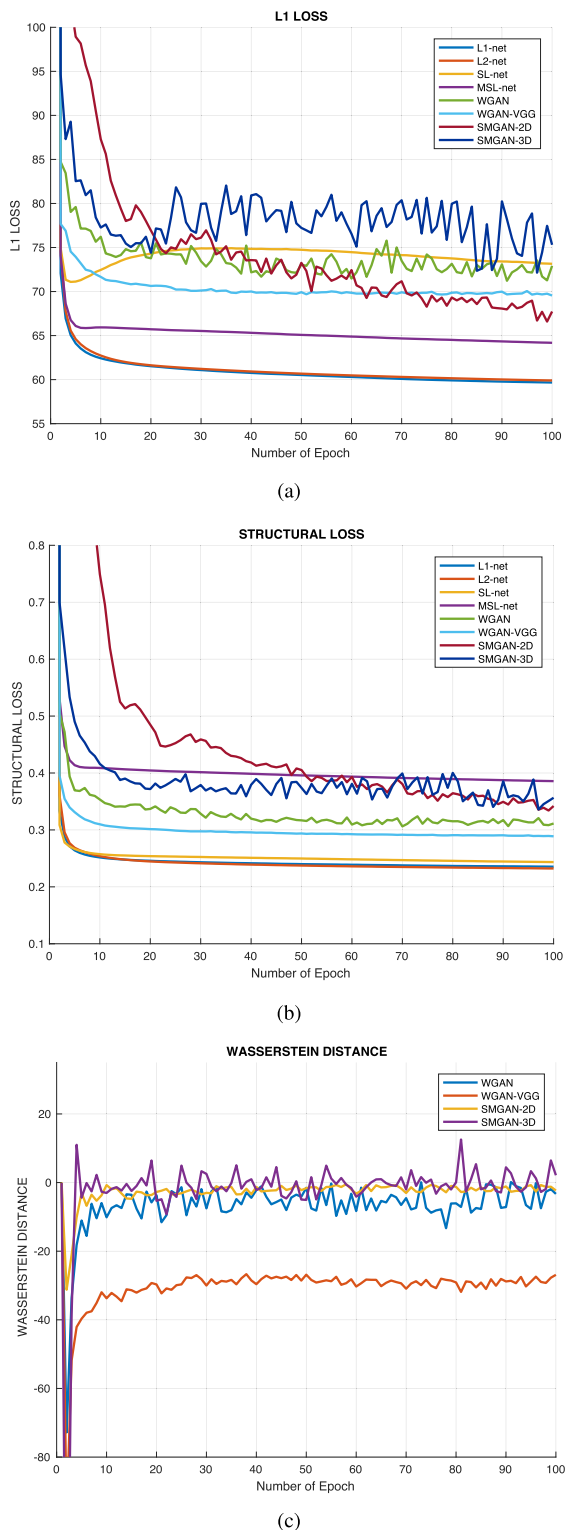 L1 LOSS
100
95
90
85
80
75
70
65
60
55
L1 LOSS
L1-net
L2-net
SL-net
MSL-net
WGAN
WGAN-VGG
SMGAN-2D
SMGAN-3D
0 10 20 30 40 50 60 70 80 90 100
Number of Epoch
(a)
STRUCTURAL LOSS
0.8
0.7
0.6
0.5
0.4
0.3
0.2
0.1
STRUCTURAL LOSS
L1-net
L2-net
SL-net
MSL-net
WGAN
WGAN-VGG
SMGAN-2D
SMGAN-3D
0 10 20 30 40 50 60 70 80 90 100
Number of Epoch
(b)
WASSERSTEIN DISTANCE
20
0
-20
-40
-60
-80
WASSERSTEIN DISTANCE
WGAN
WGAN-VGG
SMGAN-2D
SMGAN-3D
0 10 20 30 40 50 60 70 80 90 100
Number of Epoch
(c)